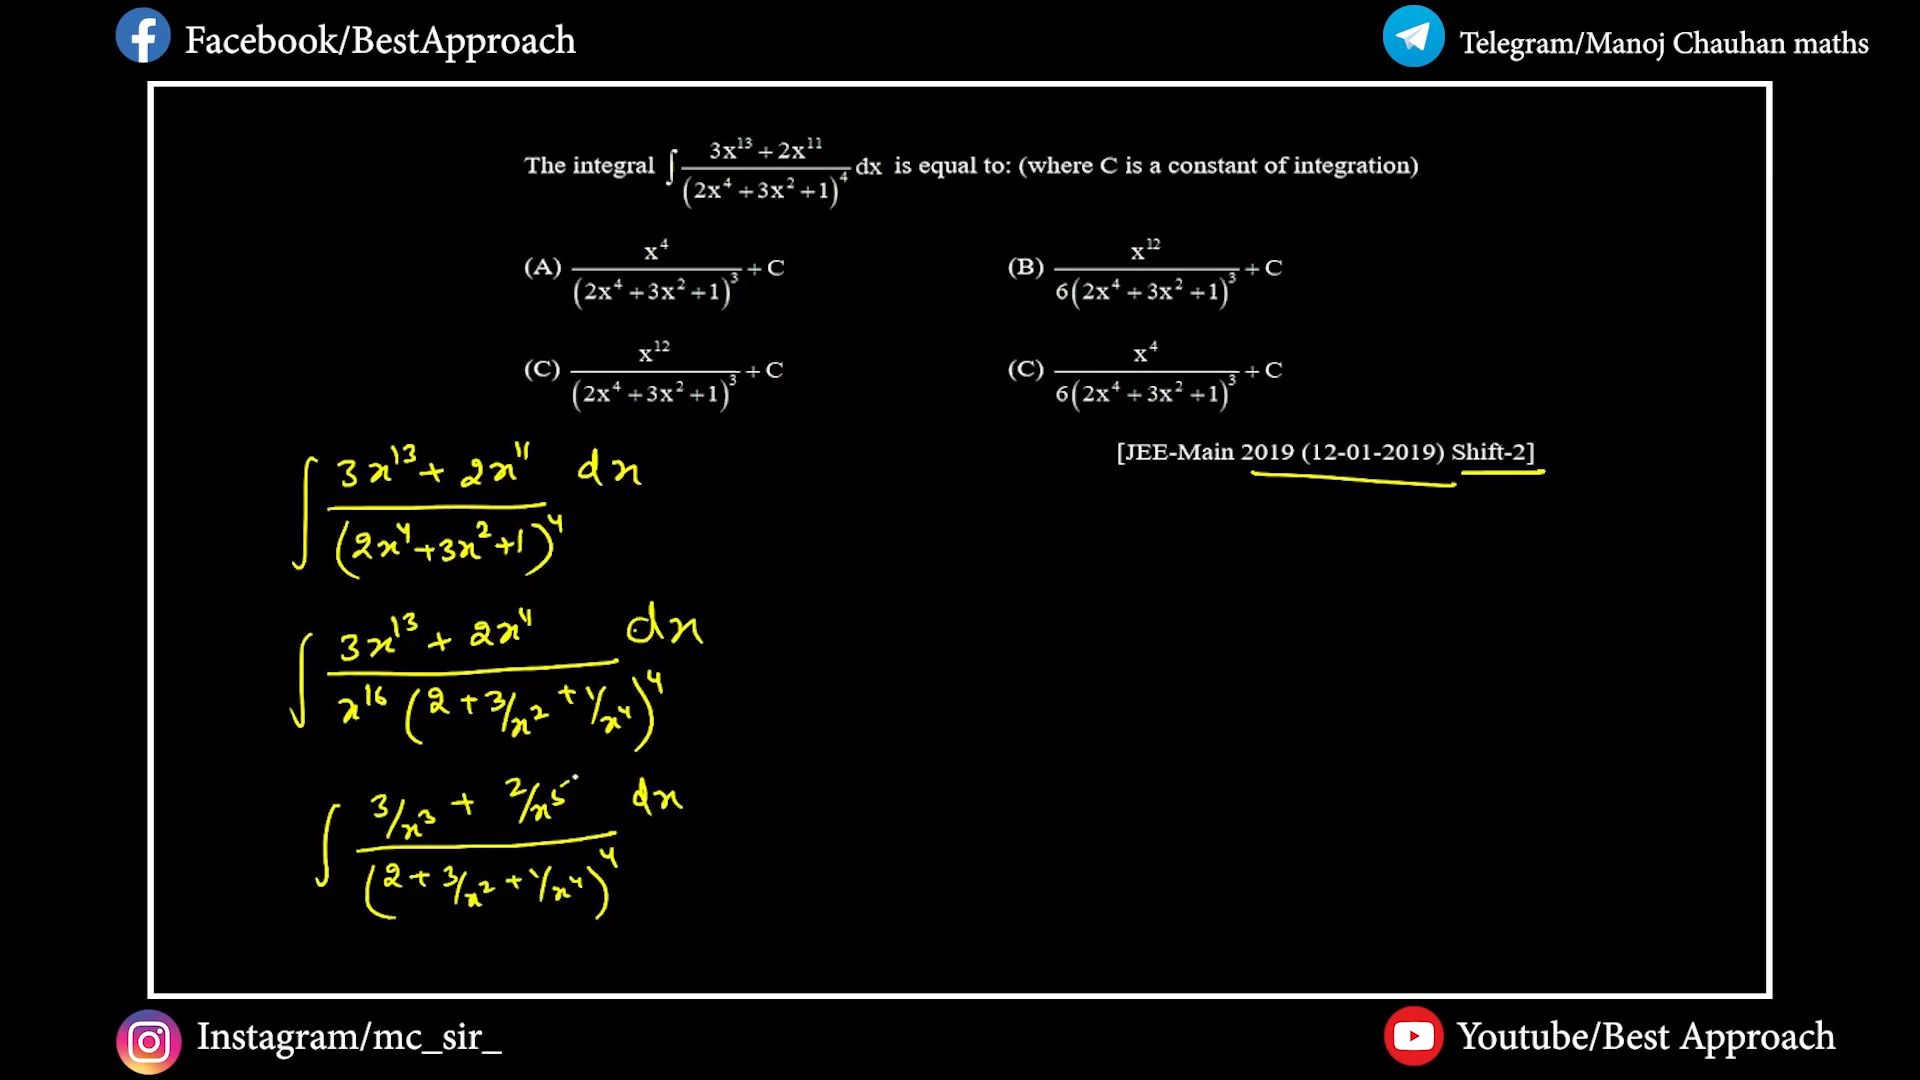 Facebook/BestApproach
Telegram/Manoj Chauhan maths
The integral ∫ (3x¹³ + 2x¹¹)/(2x⁴ + 3x² + 1)⁴ dx is equal to: (where C is a constant of integration)
(A) x⁴/(2x⁴ + 3x² + 1)³ + C
(B) x¹²/6(2x⁴ + 3x² + 1)³ + C
(C) x¹²/(2x⁴ + 3x² + 1)³ + C
(C) x⁴/6(2x⁴ + 3x² + 1)³ + C
[JEE-Main 2019 (12-01-2019) Shift-2]
∫ (3x¹³ + 2x¹¹)/(2x⁴ + 3x² + 1)⁴ dx
∫ (3x¹³ + 2x¹¹)/x¹⁶(2 + 3/x² + 1/x⁴)⁴ dx
∫ (3/x³ + 2/x⁵)/(2 + 3/x² + 1/x⁴)⁴ dx
Instagram/mc_sir_
Youtube/Best Approach